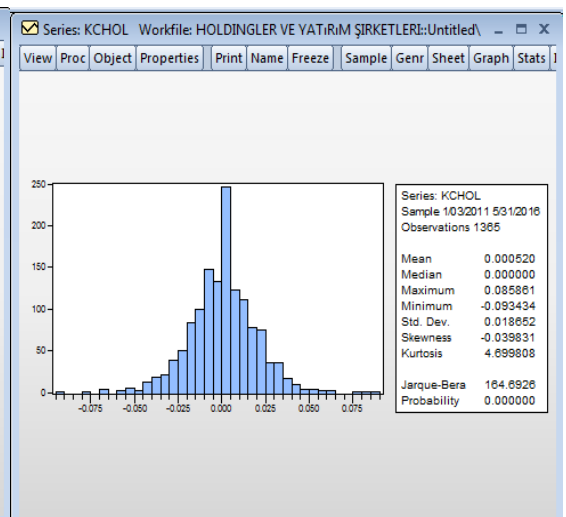 Series: KCHOL Workfile: HOLDINGLER VE YATıRıM ŞIRKETLERI::Untitled\
View Proc Object Properties Print Name Freeze Sample Genr Sheet Graph Stats
250
200
150
100
50
0
-0.075 -0.050 -0.025 0.000 0.025 0.050 0.075
Series: KCHOL
Sample 1/03/2011 5/31/2016
Observations 1365
Mean 0.000520
Median 0.000000
Maximum 0.085861
Minimum -0.093434
Std. Dev. 0.018652
Skewness -0.039831
Kurtosis 4.699808
Jarque-Bera 164.6926
Probability 0.000000